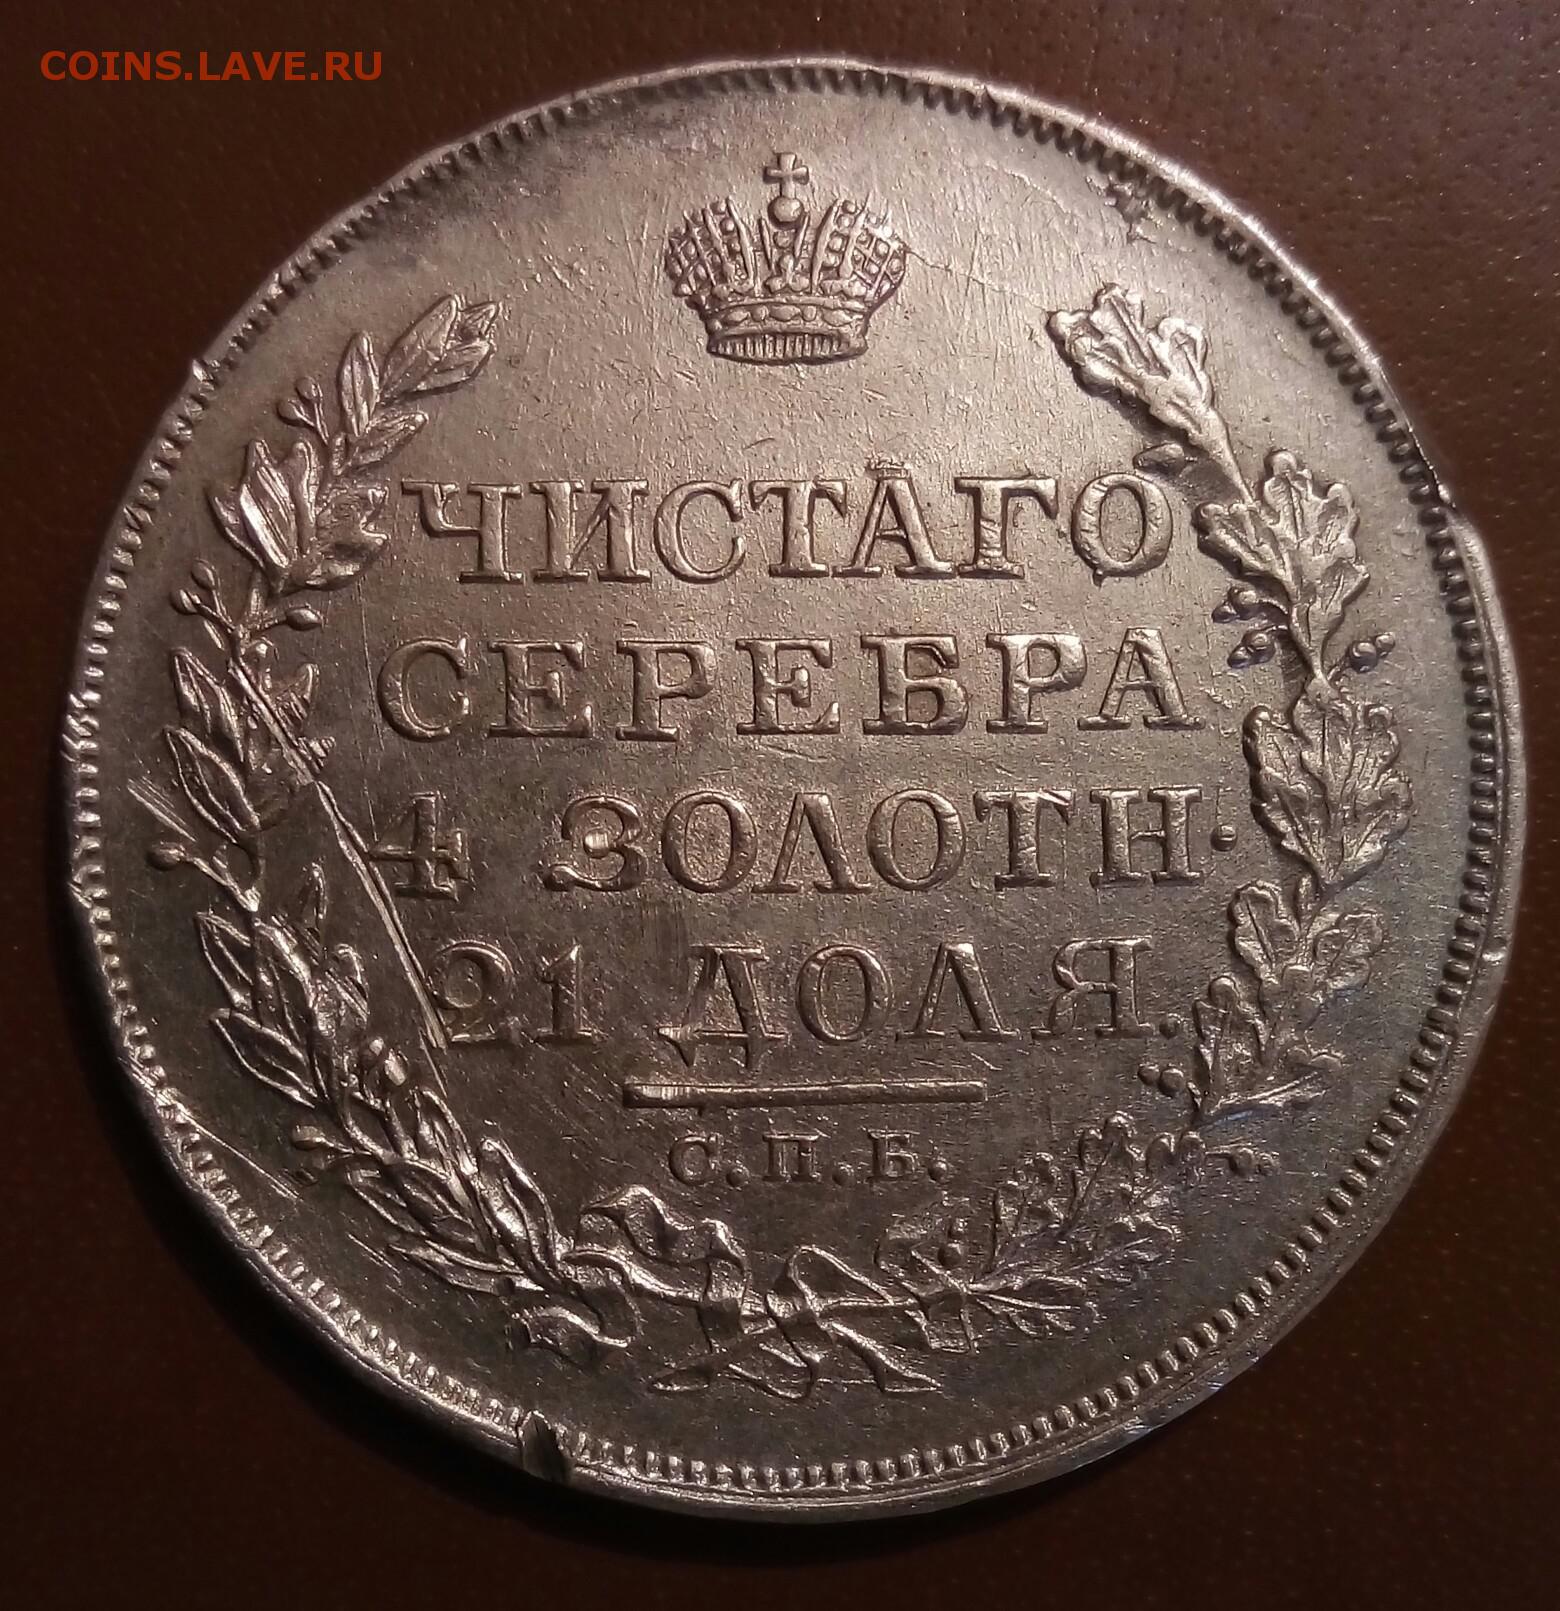 COINS.LAVE.RU
ЧИСТАГО
СЕРЕБРА
4 ЗОЛОТН.
21 ДОЛЯ.
С.П.Б.